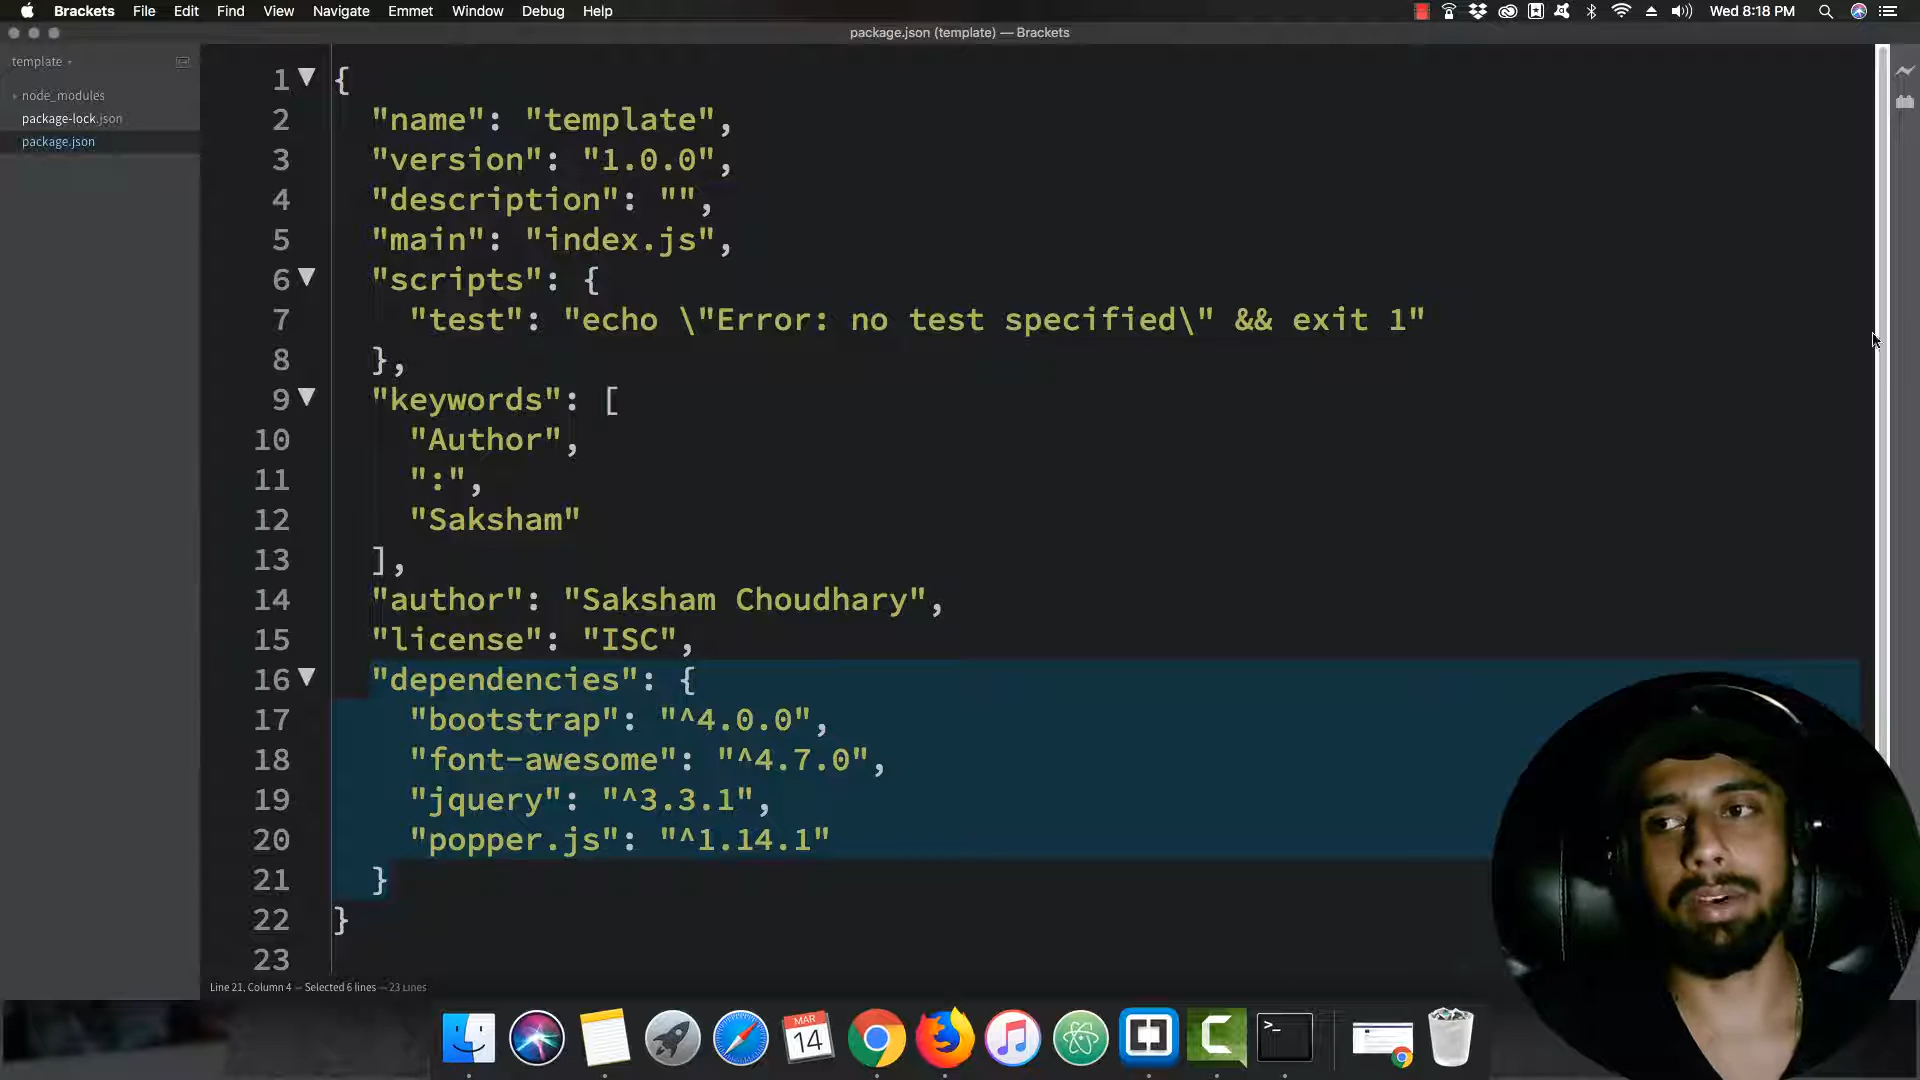 Brackets File Edit Find View Navigate Emmet Window Debug Help Wed 8:18 PM
package.json (template) — Brackets
template
node_modules
package-lock.json
package.json
1 {
2 "name": "template",
3 "version": "1.0.0",
4 "description": "",
5 "main": "index.js",
6 "scripts": {
7 "test": "echo \"Error: no test specified\" && exit 1"
8 },
9 "keywords": [
10 "Author",
11 ":",
12 "Saksham"
13 ],
14 "author": "Saksham Choudhary",
15 "license": "ISC",
16 "dependencies": {
17 "bootstrap": "^4.0.0",
18 "font-awesome": "^4.7.0",
19 "jquery": "^3.3.1",
20 "popper.js": "^1.14.1"
21 }
22 }
23
Line 21, Column 4 — Selected 6 lines — 23 Lines
MAR
14
>_